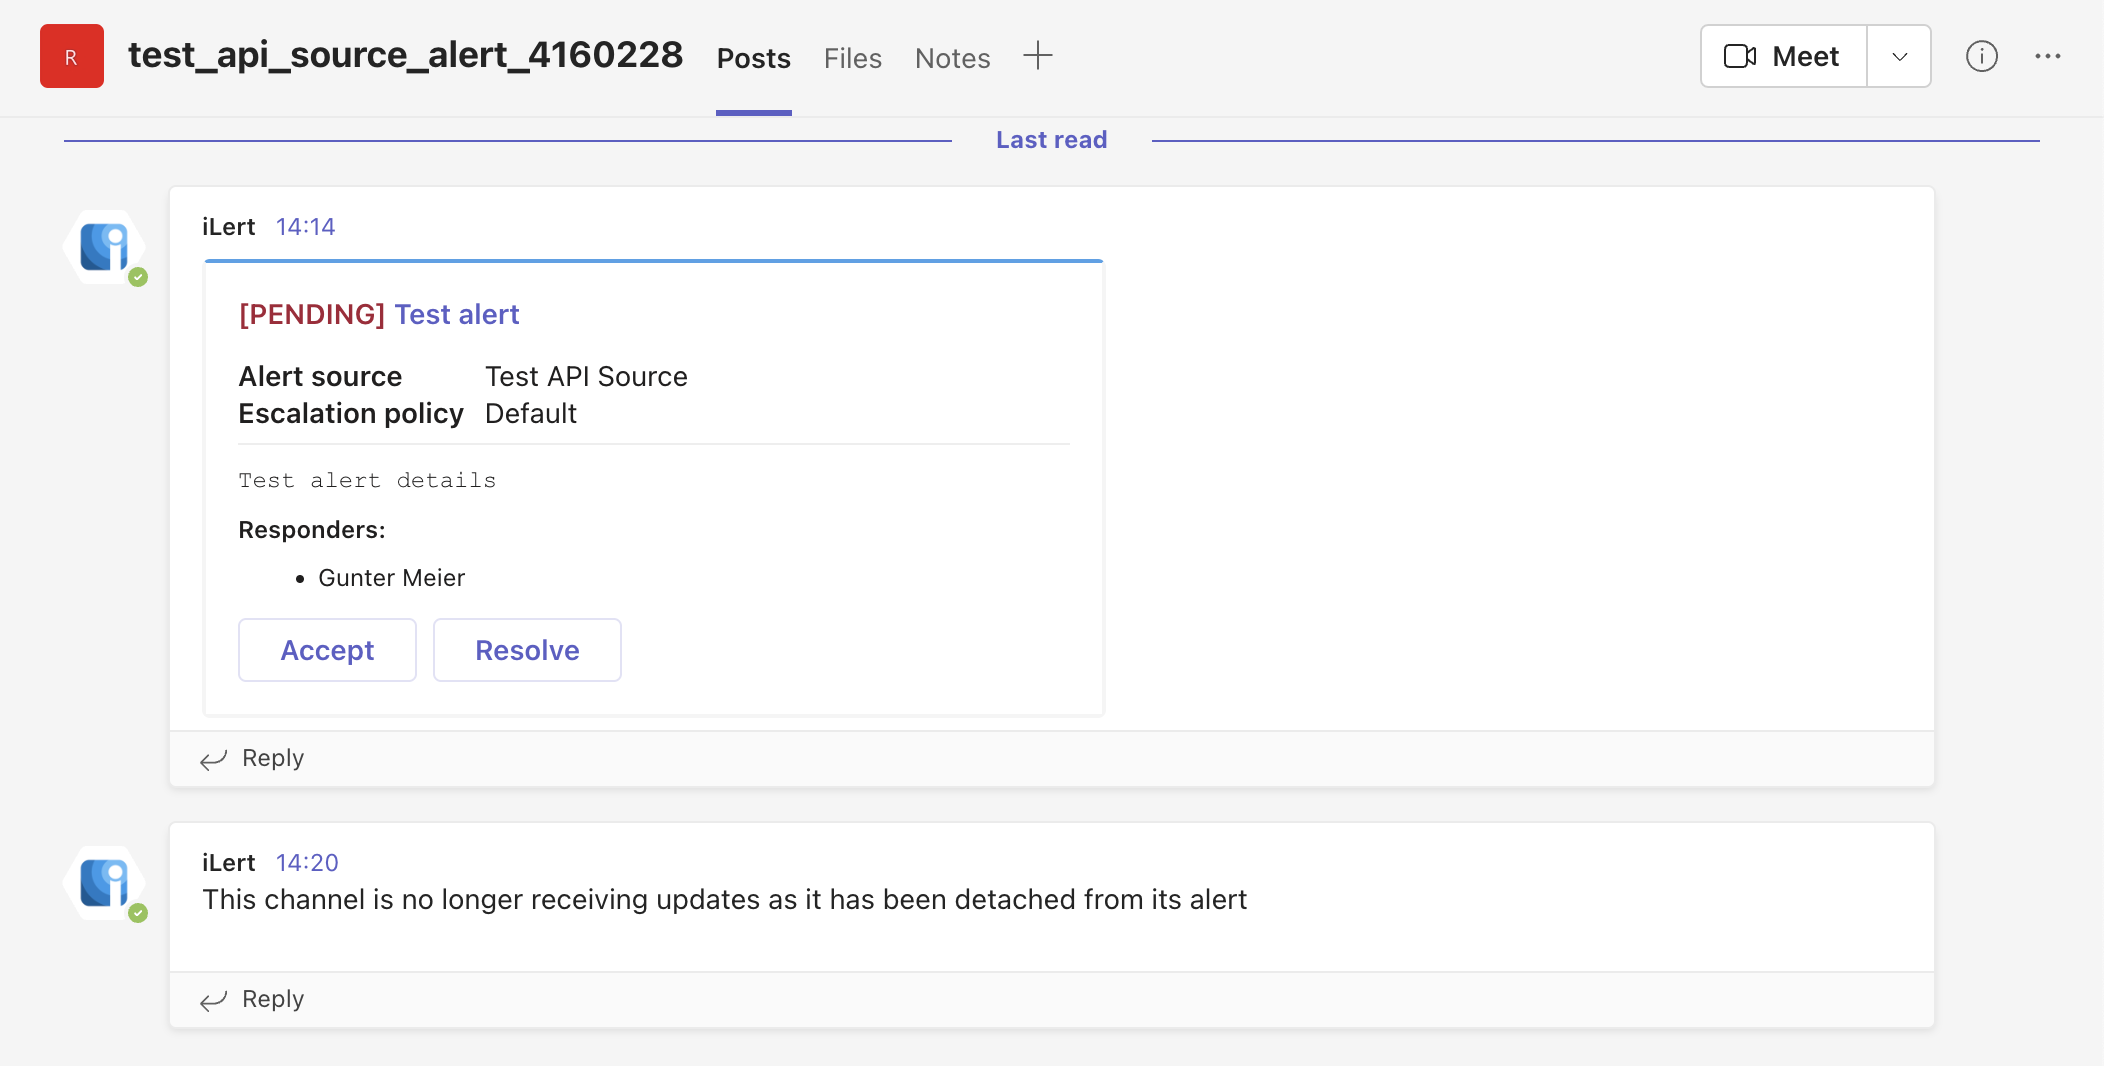 R test_api_source_alert_4160228 Posts Files Notes Meet
Last read
iLert 14:14
[PENDING] Test alert
Alert source Test API Source
Escalation policy Default
Test alert details
Responders:
• Gunter Meier
Accept Resolve
Reply
iLert 14:20
This channel is no longer receiving updates as it has been detached from its alert
Reply